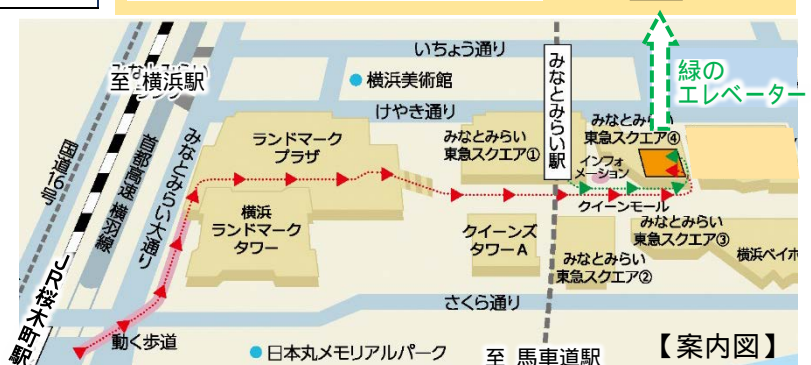 いちょう通り
至 横浜駅
横浜美術館
みなとみらい駅
緑の
エレベーター
けやき通り
みなとみらい
東急スクエア④
国道16号
首都高速 横羽線
みなとみらい大通り
ランドマーク
プラザ
みなとみらい
東急スクエア①
インフォ
メーション
クイーンモール
横浜
ランドマーク
タワー
クイーンズ
タワーA
みなとみらい
東急スクエア②
みなとみらい
東急スクエア③
横浜ベイホ
さくら通り
JR桜木町駅
動く歩道
日本丸メモリアルパーク
至 馬車道駅
【案内図】